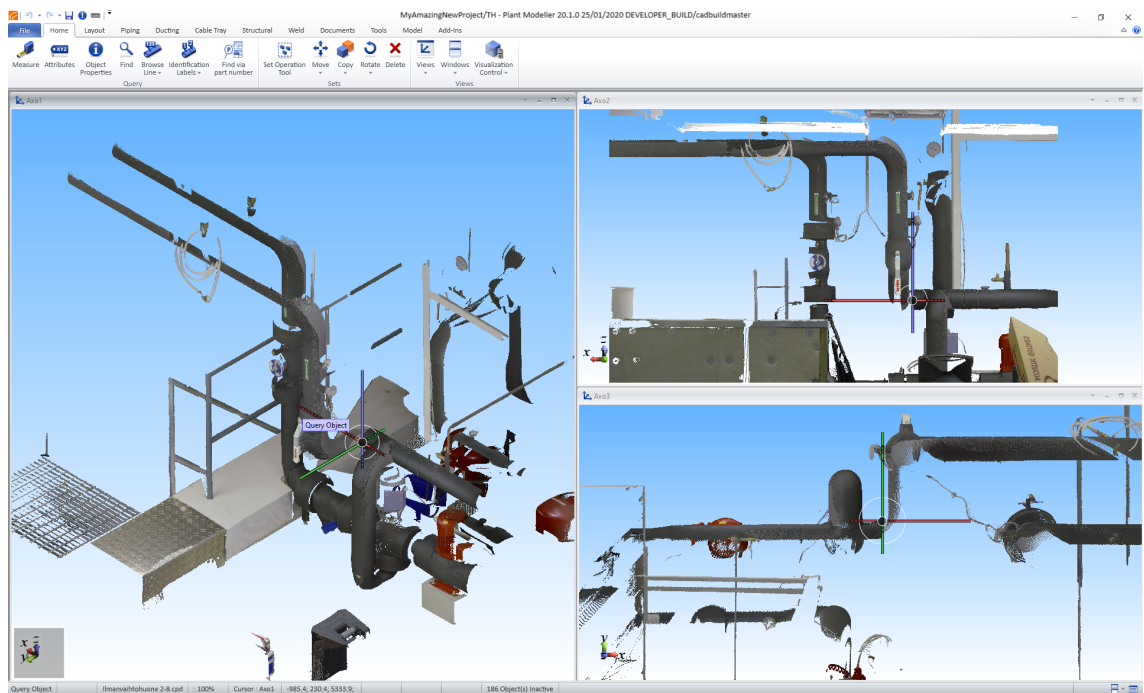 MyAmazingNewProject/TH - Plant Modeller 20.1.0 25/01/2020 DEVELOPER_BUILD/cadbuildmaster
File Home Layout Piping Ducting Cable Tray Structural Weld Documents Tools Model Add-Ins
Measure Attributes Object Properties Find Browse Line Identification Labels Find via part number Set Operation Tool Move Copy Rotate Delete Views Windows Visualization Control
Query Sets Views
Axo1
Axo2
Axo3
Query Object
x z
x z y
y x
Query Object Ilmanvaihtohuone 2-8.cpd : 100% Cursor : Axo1 -985.4; 230.4; 5333.9; 186 Object(s) Inactive